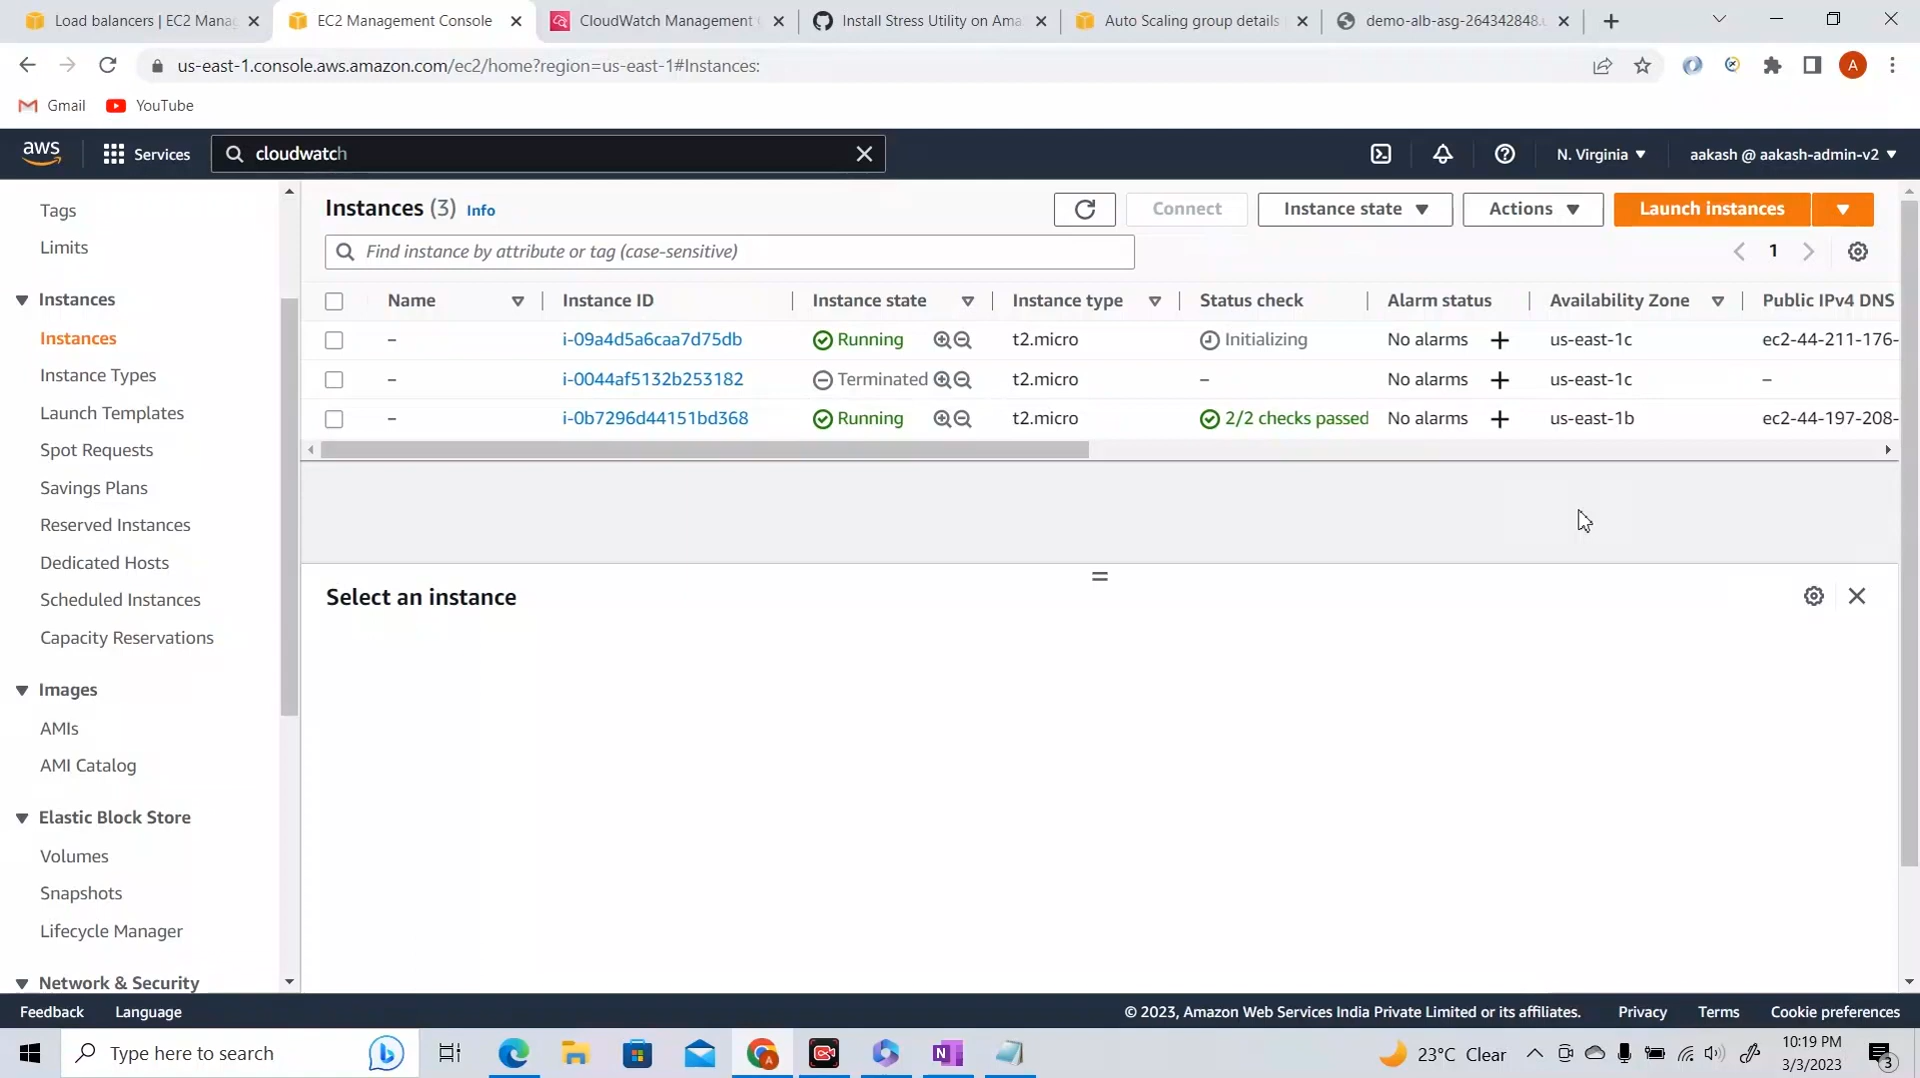 Load balancers | EC2 Manag
EC2 Management Console
CloudWatch Management C
Install Stress Utility on Ama
Auto Scaling group details
demo-alb-asg-264342848.u
us-east-1.console.aws.amazon.com/ec2/home?region=us-east-1#Instances:
A
Gmail
YouTube
aws
Services
cloudwatch
N. Virginia
aakash @ aakash-admin-v2
Tags
Limits
Instances
Instances
Instance Types
Launch Templates
Spot Requests
Savings Plans
Reserved Instances
Dedicated Hosts
Scheduled Instances
Capacity Reservations
Images
AMIs
AMI Catalog
Elastic Block Store
Volumes
Snapshots
Lifecycle Manager
Network & Security
Instances (3) Info
Connect
Instance state
Actions
Launch instances
Find instance by attribute or tag (case-sensitive)
1
Name Instance ID Instance state Instance type Status check Alarm status Availability Zone Public IPv4 DNS
– i-09a4d5a6caa7d75db Running t2.micro Initializing No alarms + us-east-1c ec2-44-211-176-
– i-0044af5132b253182 Terminated t2.micro – No alarms + us-east-1c –
– i-0b7296d44151bd368 Running t2.micro 2/2 checks passed No alarms + us-east-1b ec2-44-197-208-
Select an instance
Feedback
Language
© 2023, Amazon Web Services India Private Limited or its affiliates.
Privacy
Terms
Cookie preferences
Type here to search
23°C Clear
10:19 PM
3/3/2023
3